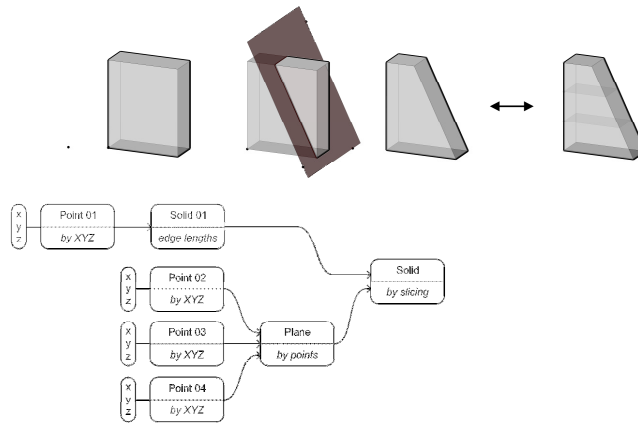 x
y
z
Point 01
by XYZ
Solid 01
edge lengths
x
y
z
Point 02
by XYZ
Solid
by slicing
x
y
z
Point 03
by XYZ
Plane
by points
x
y
z
Point 04
by XYZ